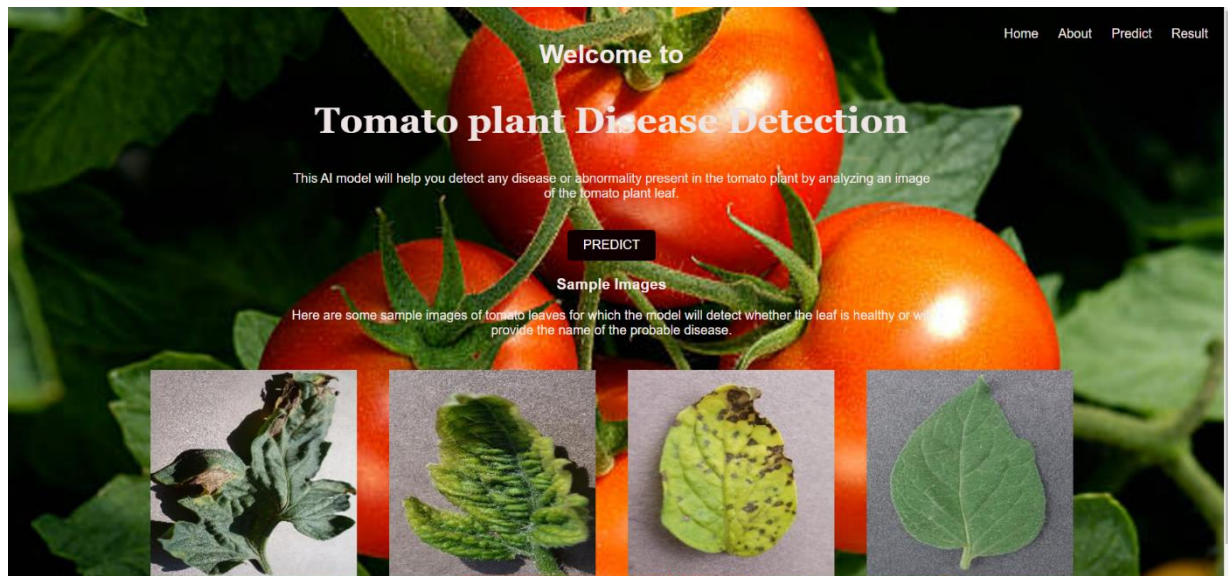 Home About Predict Result
Welcome to
Tomato plant Disease Detection
This AI model will help you detect any disease or abnormality present in the tomato plant by analyzing an image
of the tomato plant leaf.
PREDICT
Sample Images
Here are some sample images of tomato leaves for which the model will detect whether the leaf is healthy or
provide the name of the probable disease.